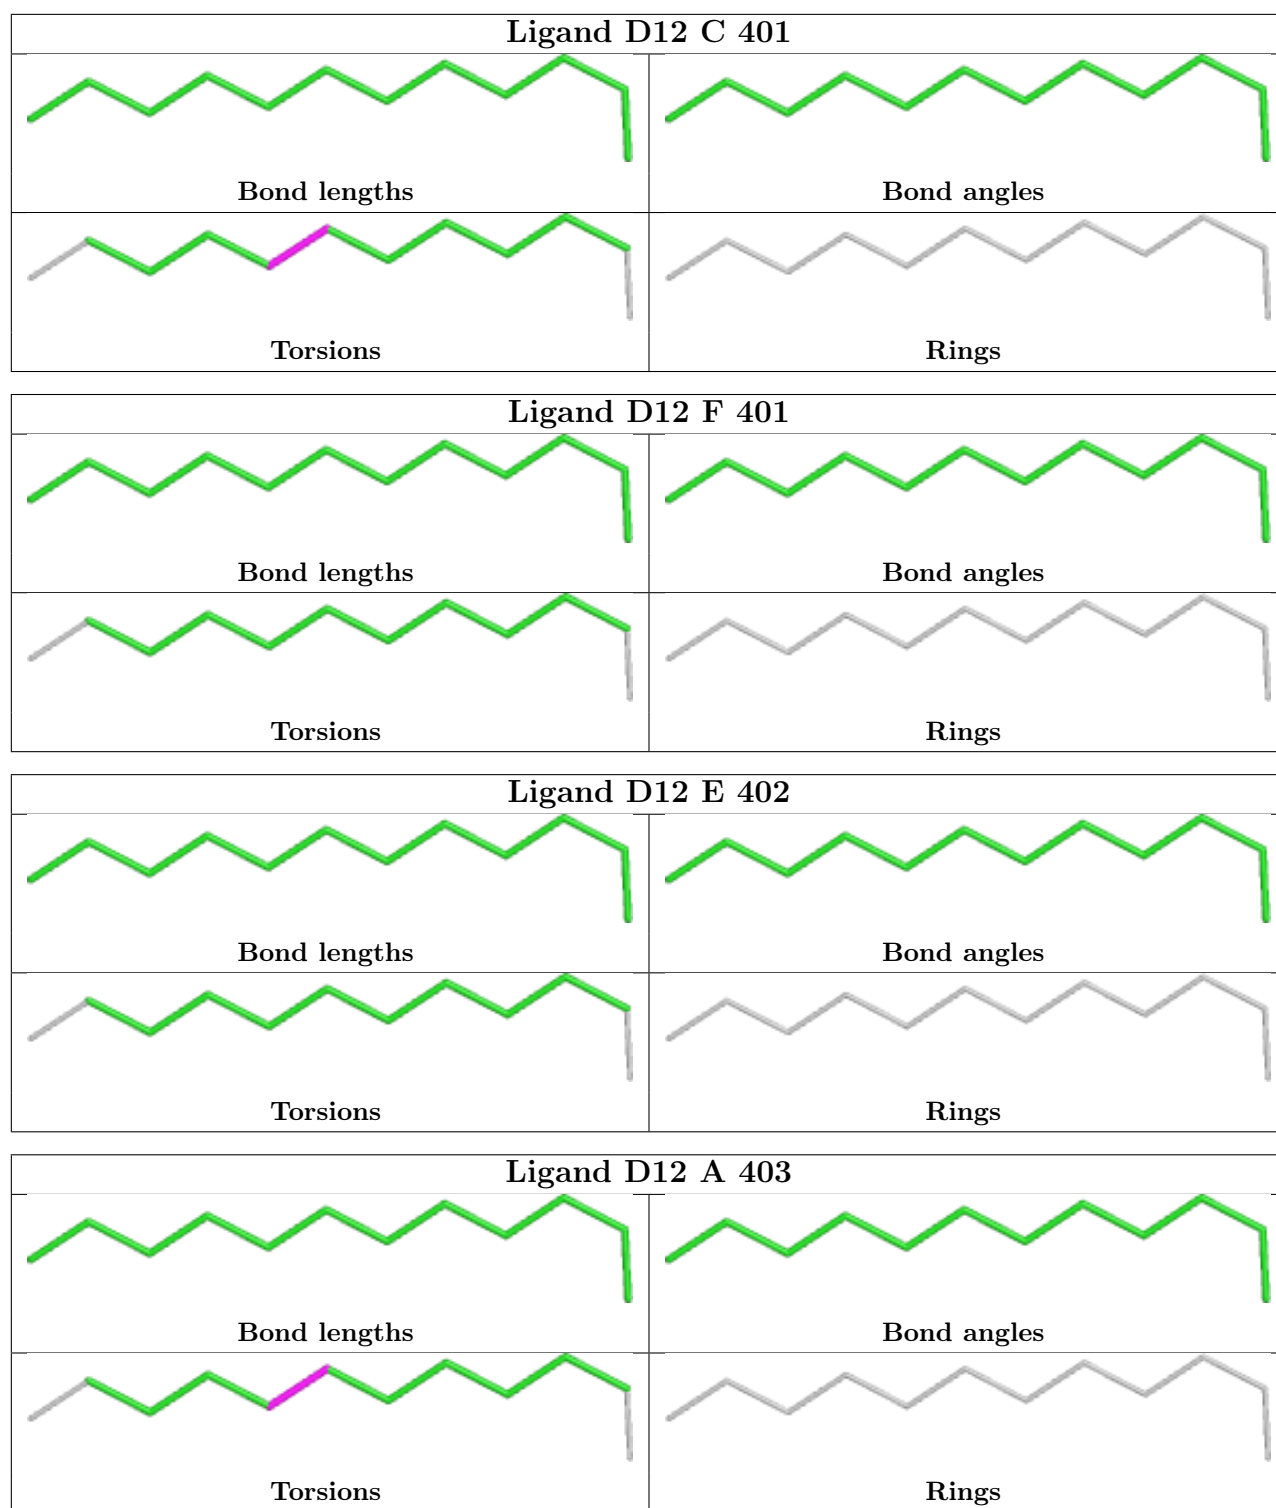 Ligand D12 C 401
Bond lengths
Bond angles
Torsions
Rings
Ligand D12 F 401
Bond lengths
Bond angles
Torsions
Rings
Ligand D12 E 402
Bond lengths
Bond angles
Torsions
Rings
Ligand D12 A 403
Bond lengths
Bond angles
Torsions
Rings